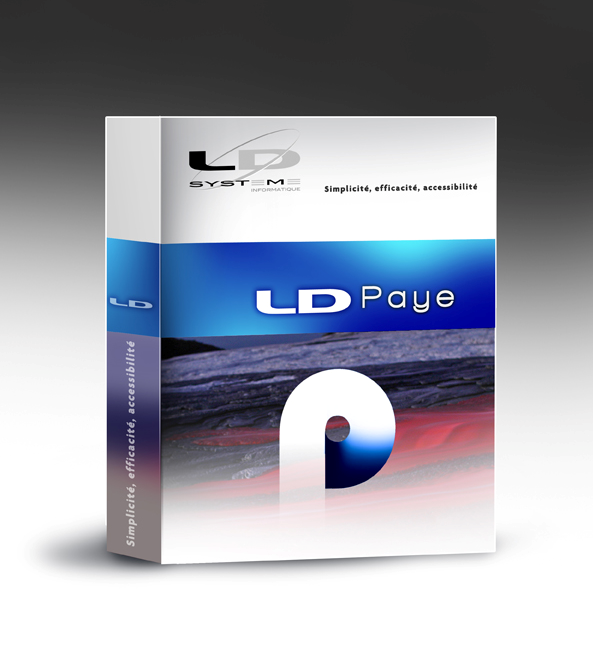 LD
SYSTEME
INFORMATIQUE
Simplicité, efficacité, accessibilité
LD Paye
LD
Simplicité, efficacité, accessibilité
P